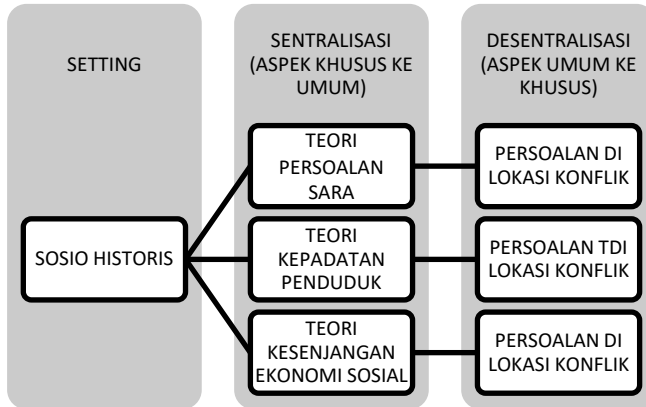 SETTING
SENTRALISASI
(ASPEK KHUSUS KE
UMUM)
DESENTRALISASI
(ASPEK UMUM KE
KHUSUS)
SOSIO HISTORIS
TEORI
PERSOALAN
SARA
PERSOALAN DI
LOKASI KONFLIK
TEORI
KEPADATAN
PENDUDUK
PERSOALAN TDI
LOKASI KONFLIK
TEORI
KESENJANGAN
EKONOMI SOSIAL
PERSOALAN DI
LOKASI KONFLIK